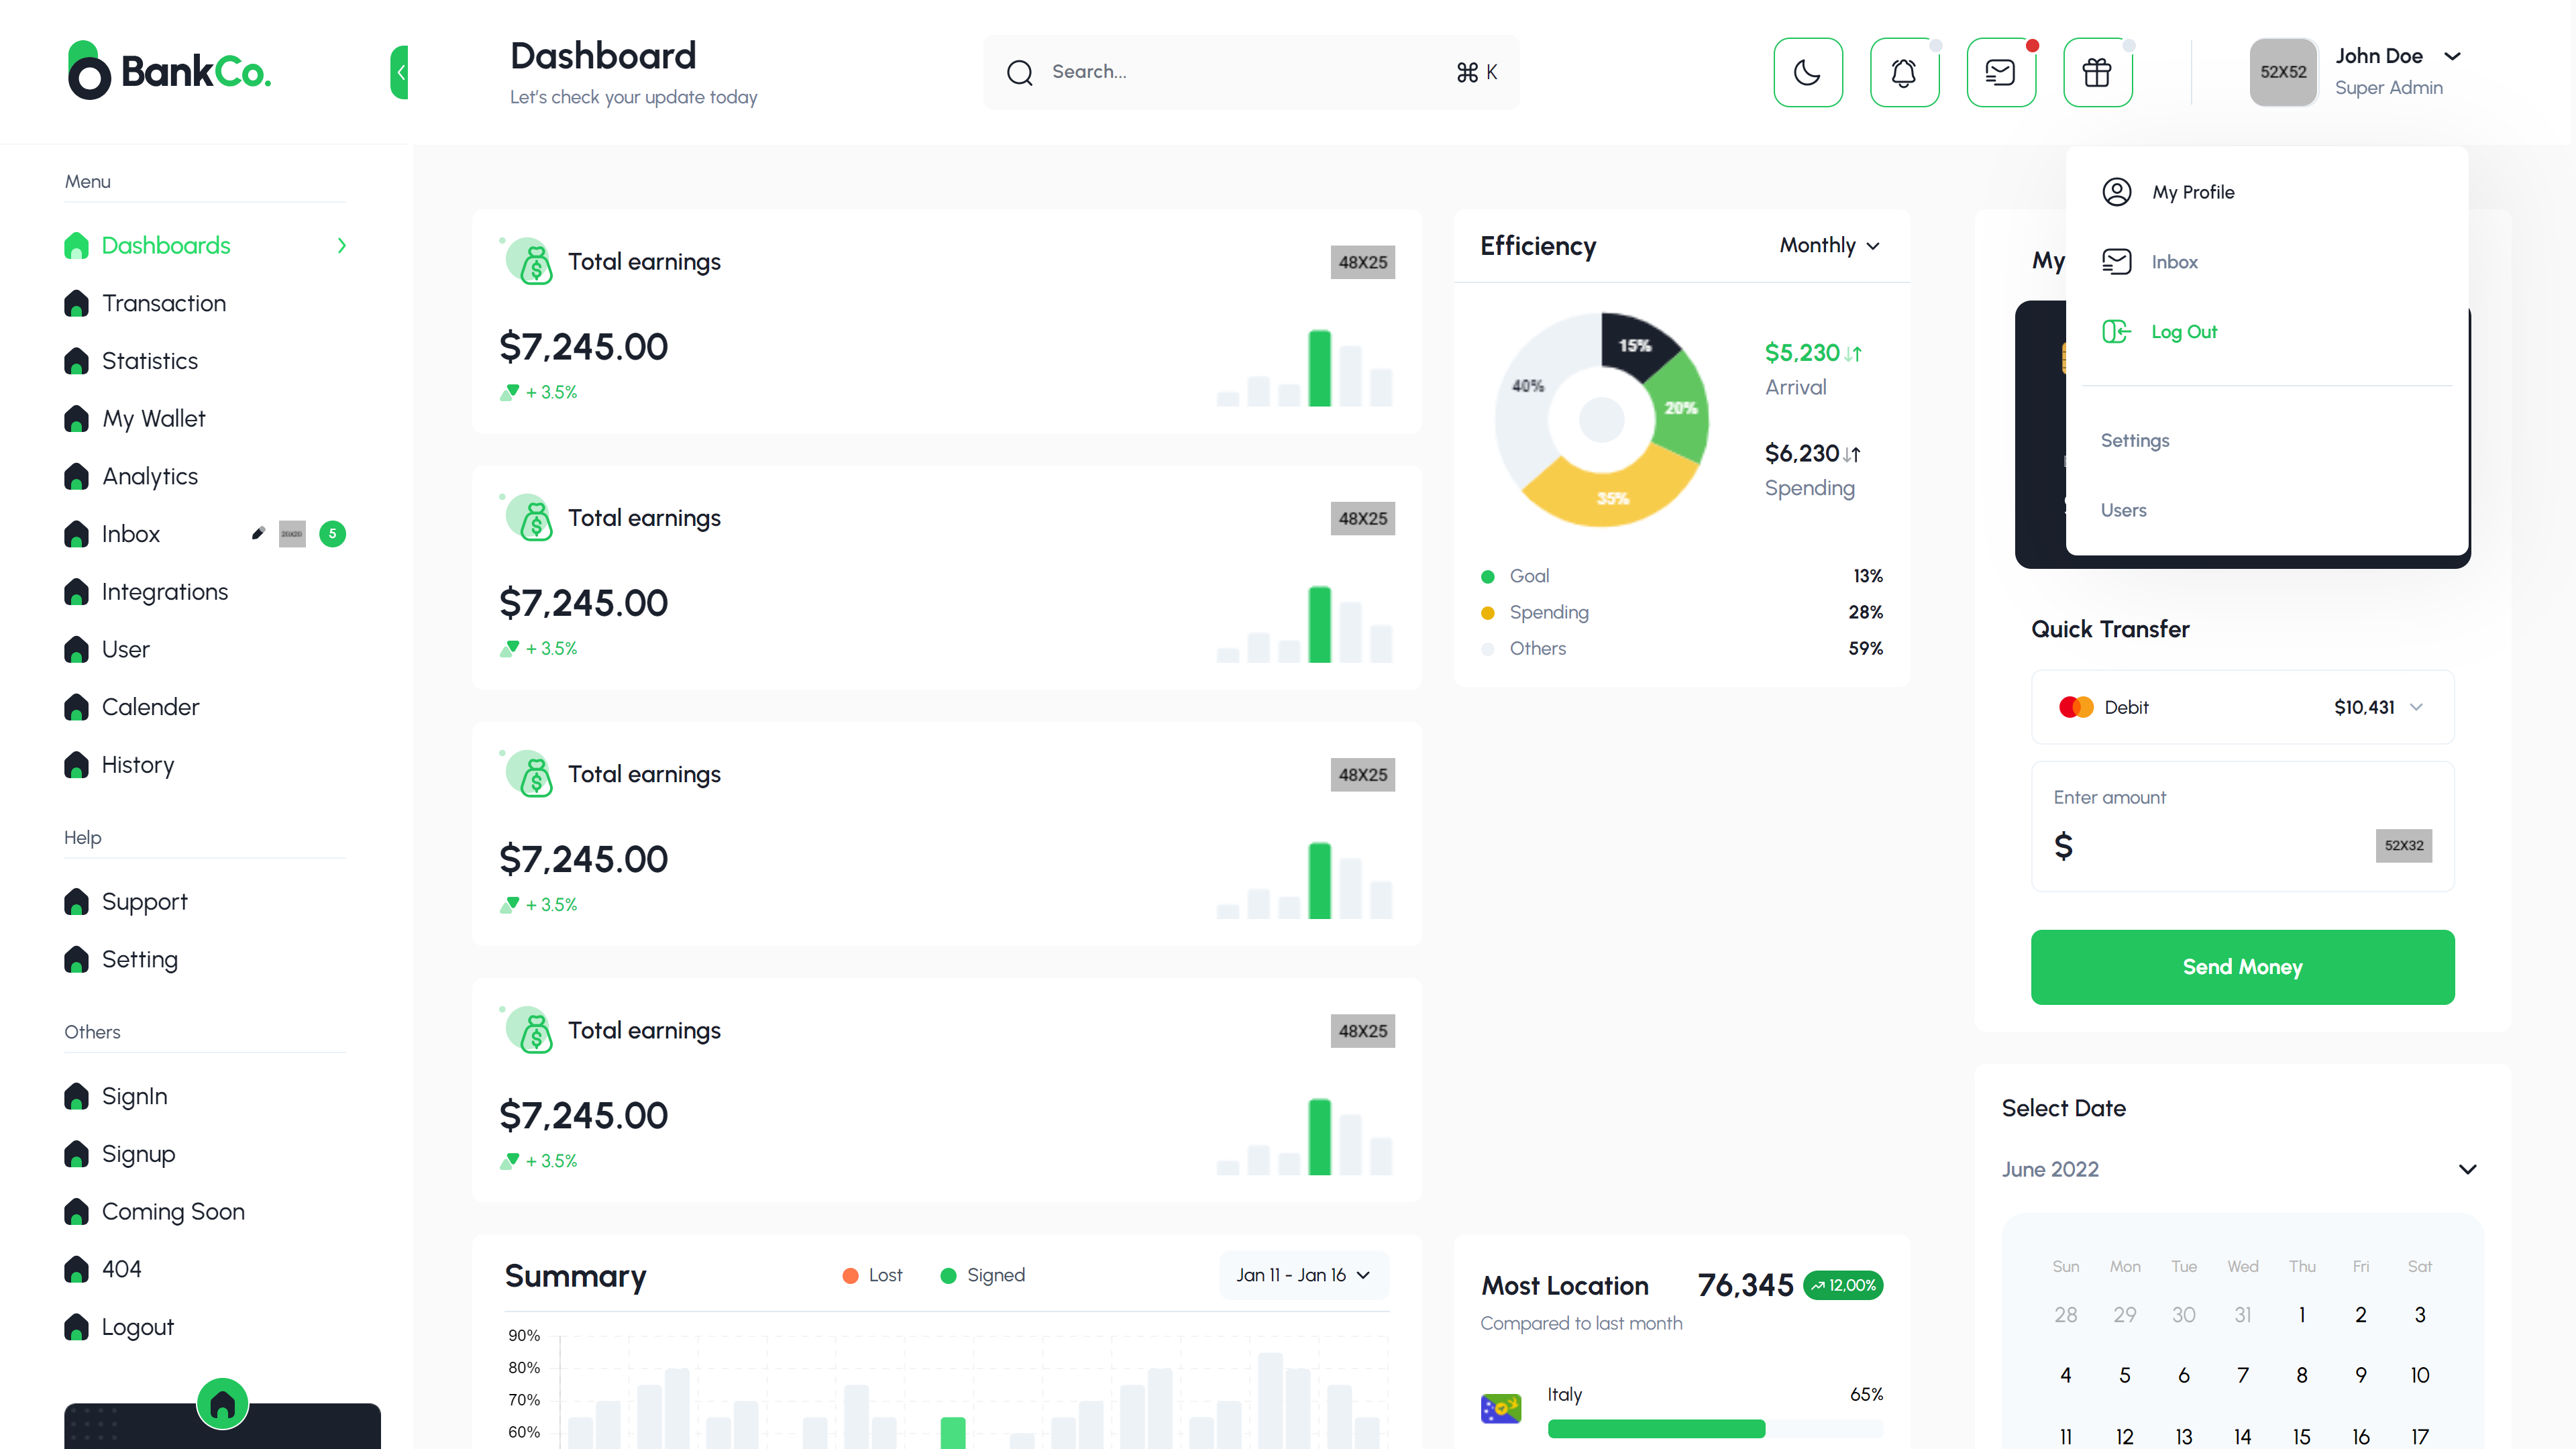 BankCo.
Dashboard
Let's check your update today
Search...
⌘ K
52X52
John Doe
Super Admin
Menu
Dashboards
Transaction
Statistics
My Wallet
Analytics
Inbox
20X20
5
Integrations
User
Calender
History
Help
Support
Setting
Others
SignIn
Signup
Coming Soon
404
Logout
Total earnings
48X25
$7,245.00
+ 3.5%
Total earnings
48X25
$7,245.00
+ 3.5%
Total earnings
48X25
$7,245.00
+ 3.5%
Total earnings
48X25
$7,245.00
+ 3.5%
Efficiency
Monthly
15%
40%
20%
35%
$5,230
Arrival
$6,230
Spending
Goal 13%
Spending 28%
Others 59%
My
My Profile
Inbox
Log Out
Settings
Users
Quick Transfer
Debit
$10,431
Enter amount
$
52X32
Send Money
Select Date
June 2022
Sun Mon Tue Wed Thu Fri Sat
28 29 30 31 1 2 3
4 5 6 7 8 9 10
11 12 13 14 15 16 17
Summary
Lost
Signed
Jan 11 - Jan 16
90%
80%
70%
60%
Most Location
76,345
12,00%
Compared to last month
Italy
65%